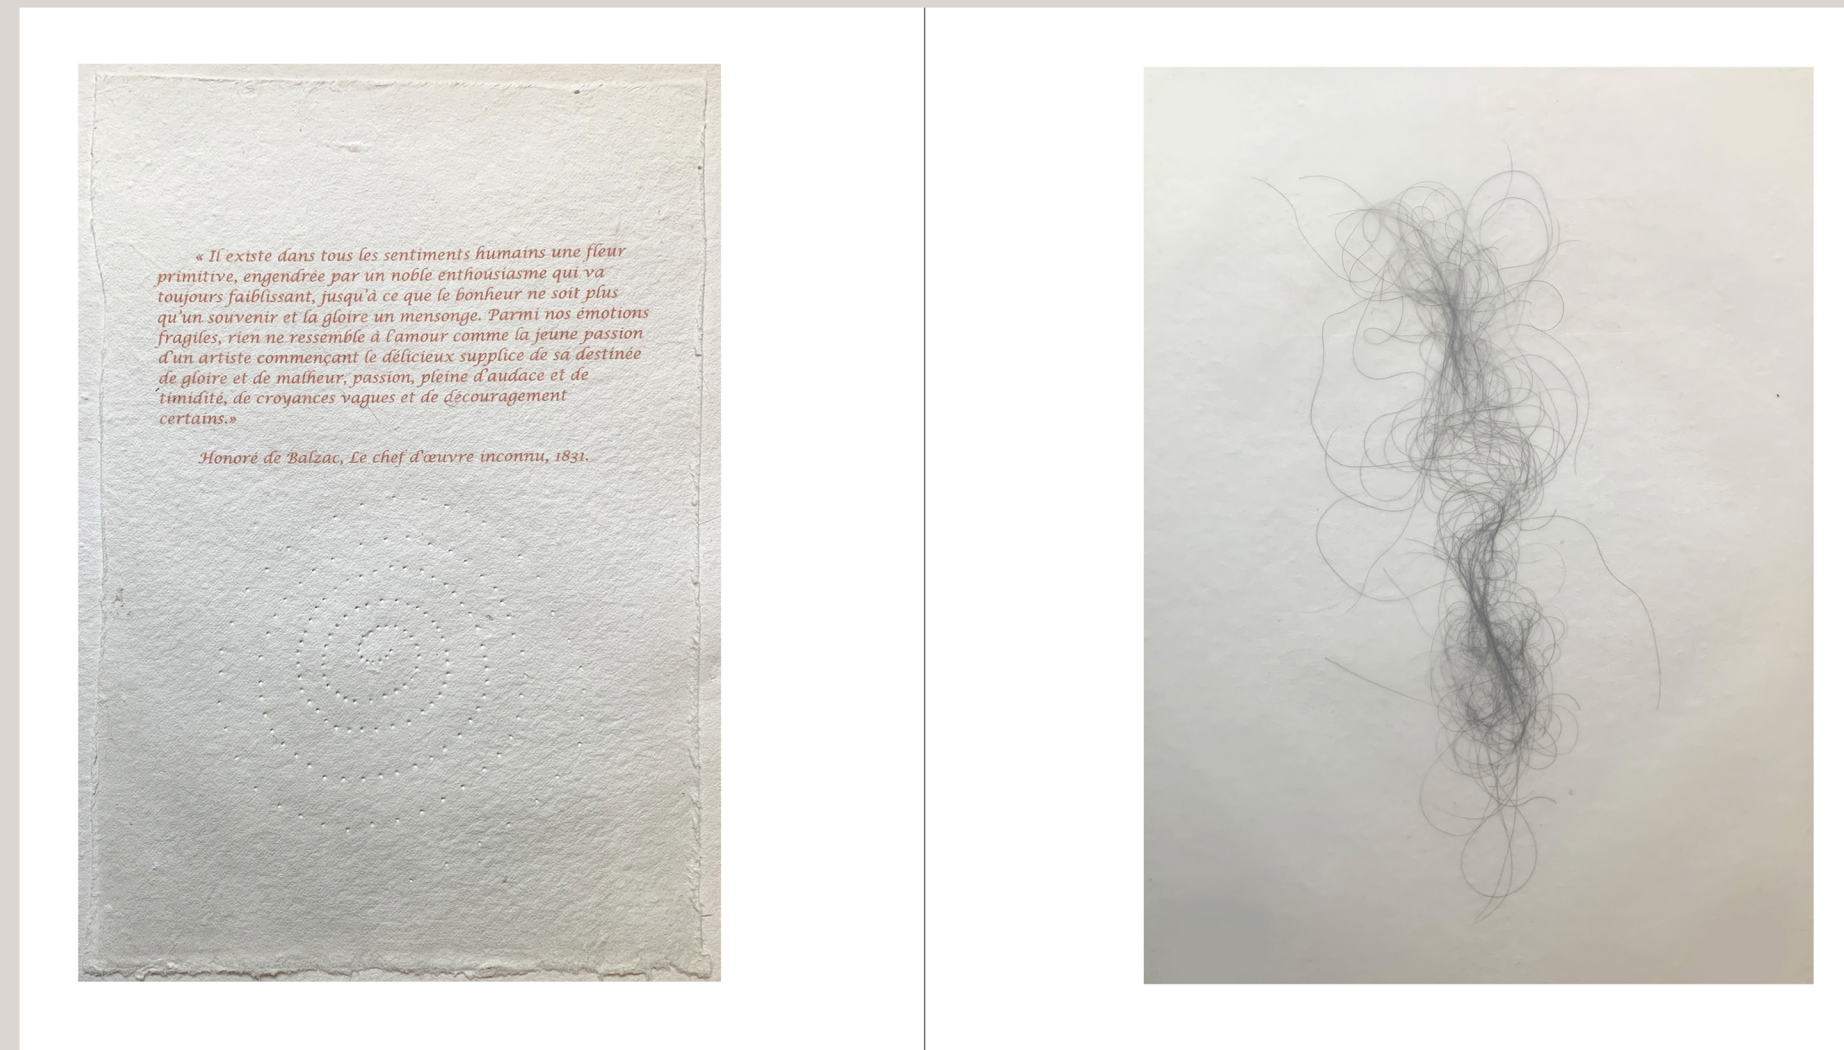 « Il existe dans tous les sentiments humains une fleur
primitive, engendrée par un noble enthousiasme qui va
toujours faiblissant, jusqu'à ce que le bonheur ne soit plus
qu'un souvenir et la gloire un mensonge. Parmi nos émotions
fragiles, rien ne ressemble à l'amour comme la jeune passion
d'un artiste commençant le délicieux supplice de sa destinée
de gloire et de malheur, passion, pleine d'audace et de
timidité, de croyances vagues et de découragement
certains.»
Honoré de Balzac, Le chef d'œuvre inconnu, 1831.